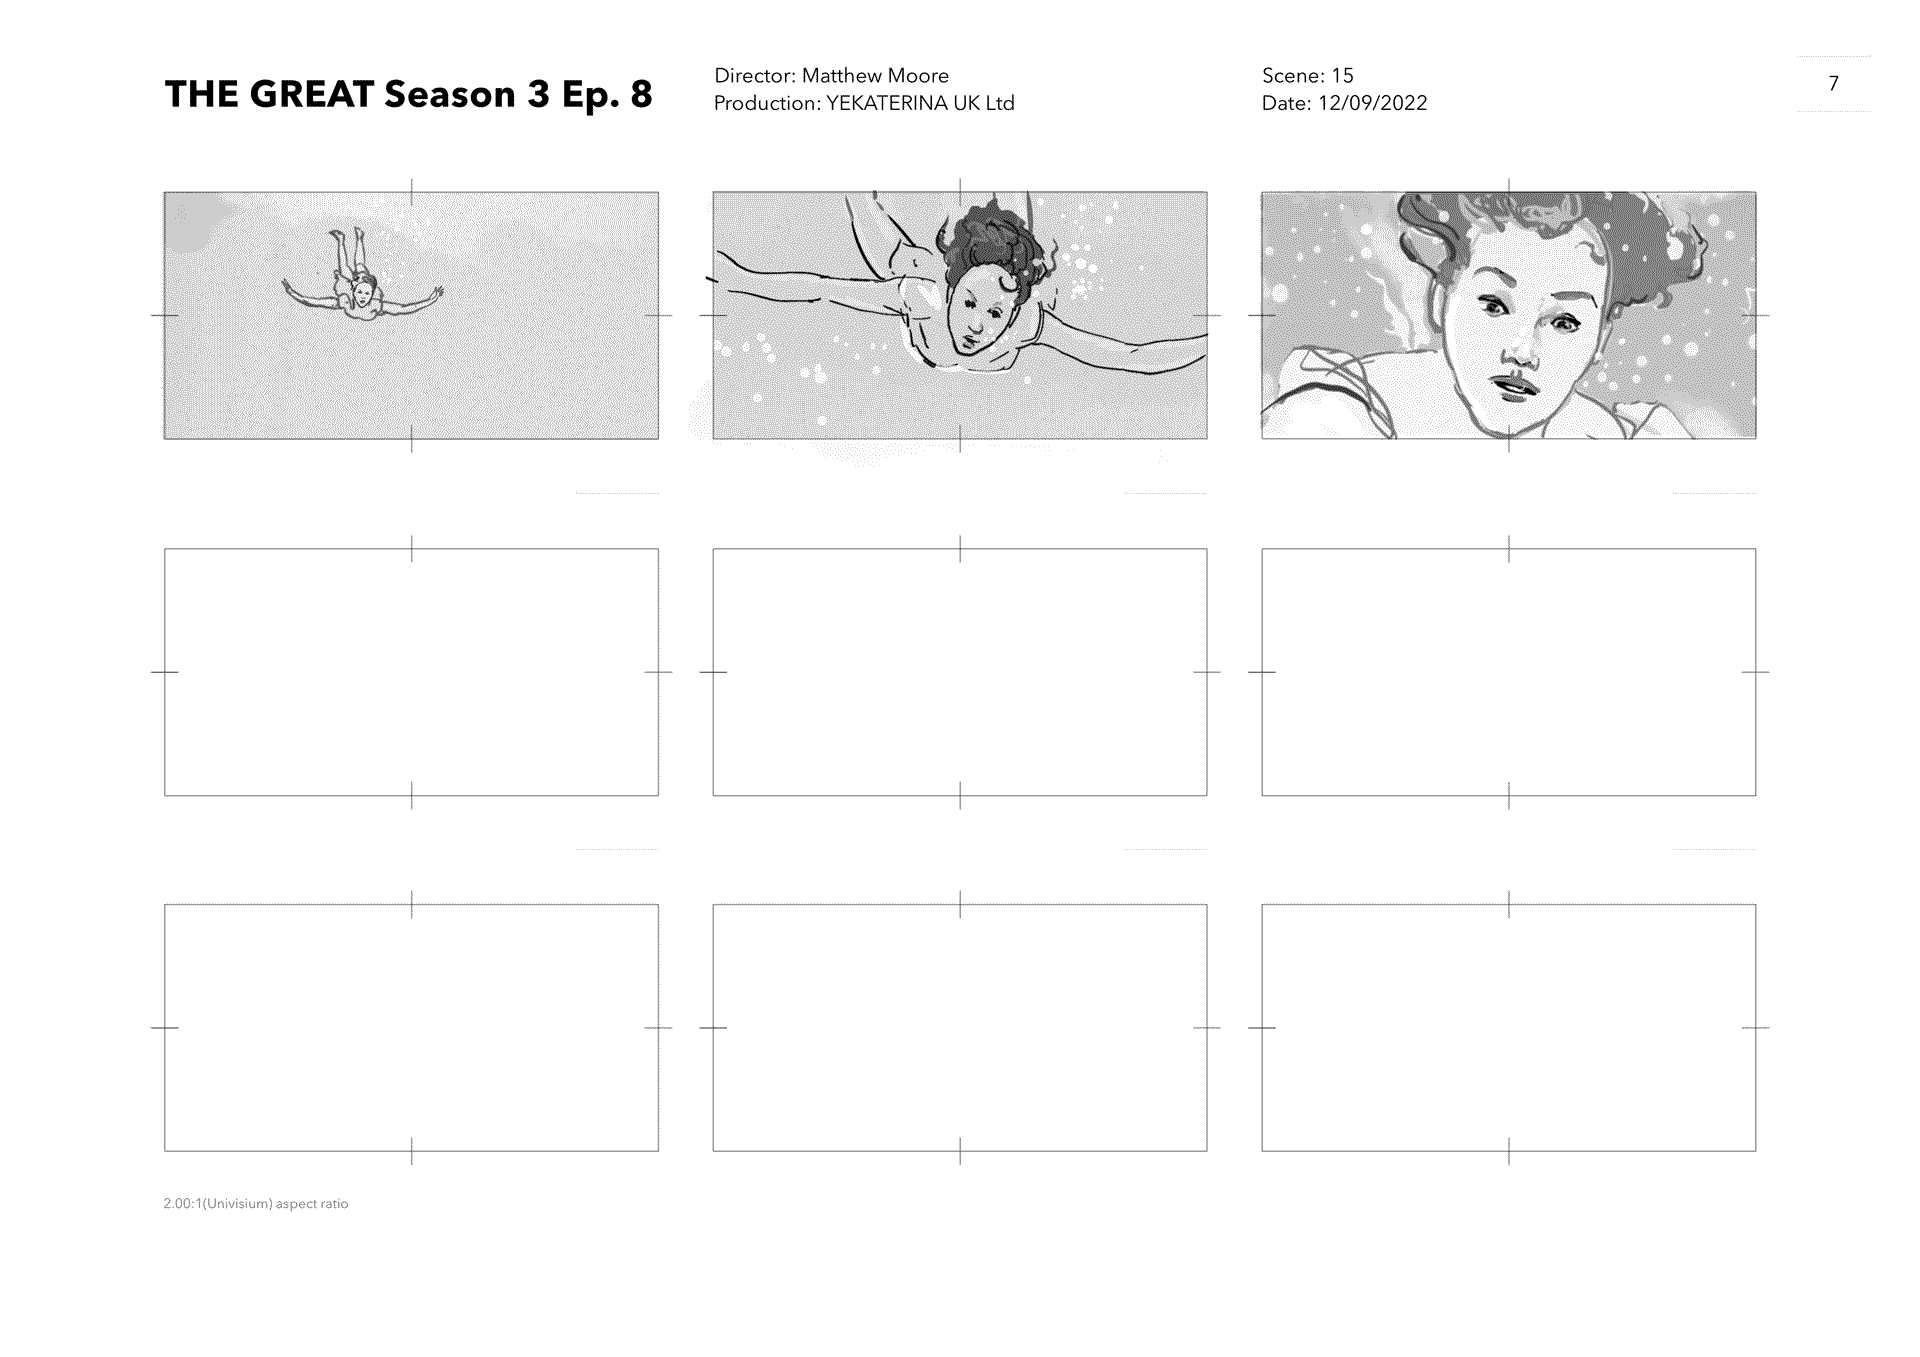 THE GREAT Season 3 Ep. 8
Director: Matthew Moore
Production: YEKATERINA UK Ltd
Scene: 15
Date: 12/09/2022
7
2.00:1(Univisium) aspect ratio